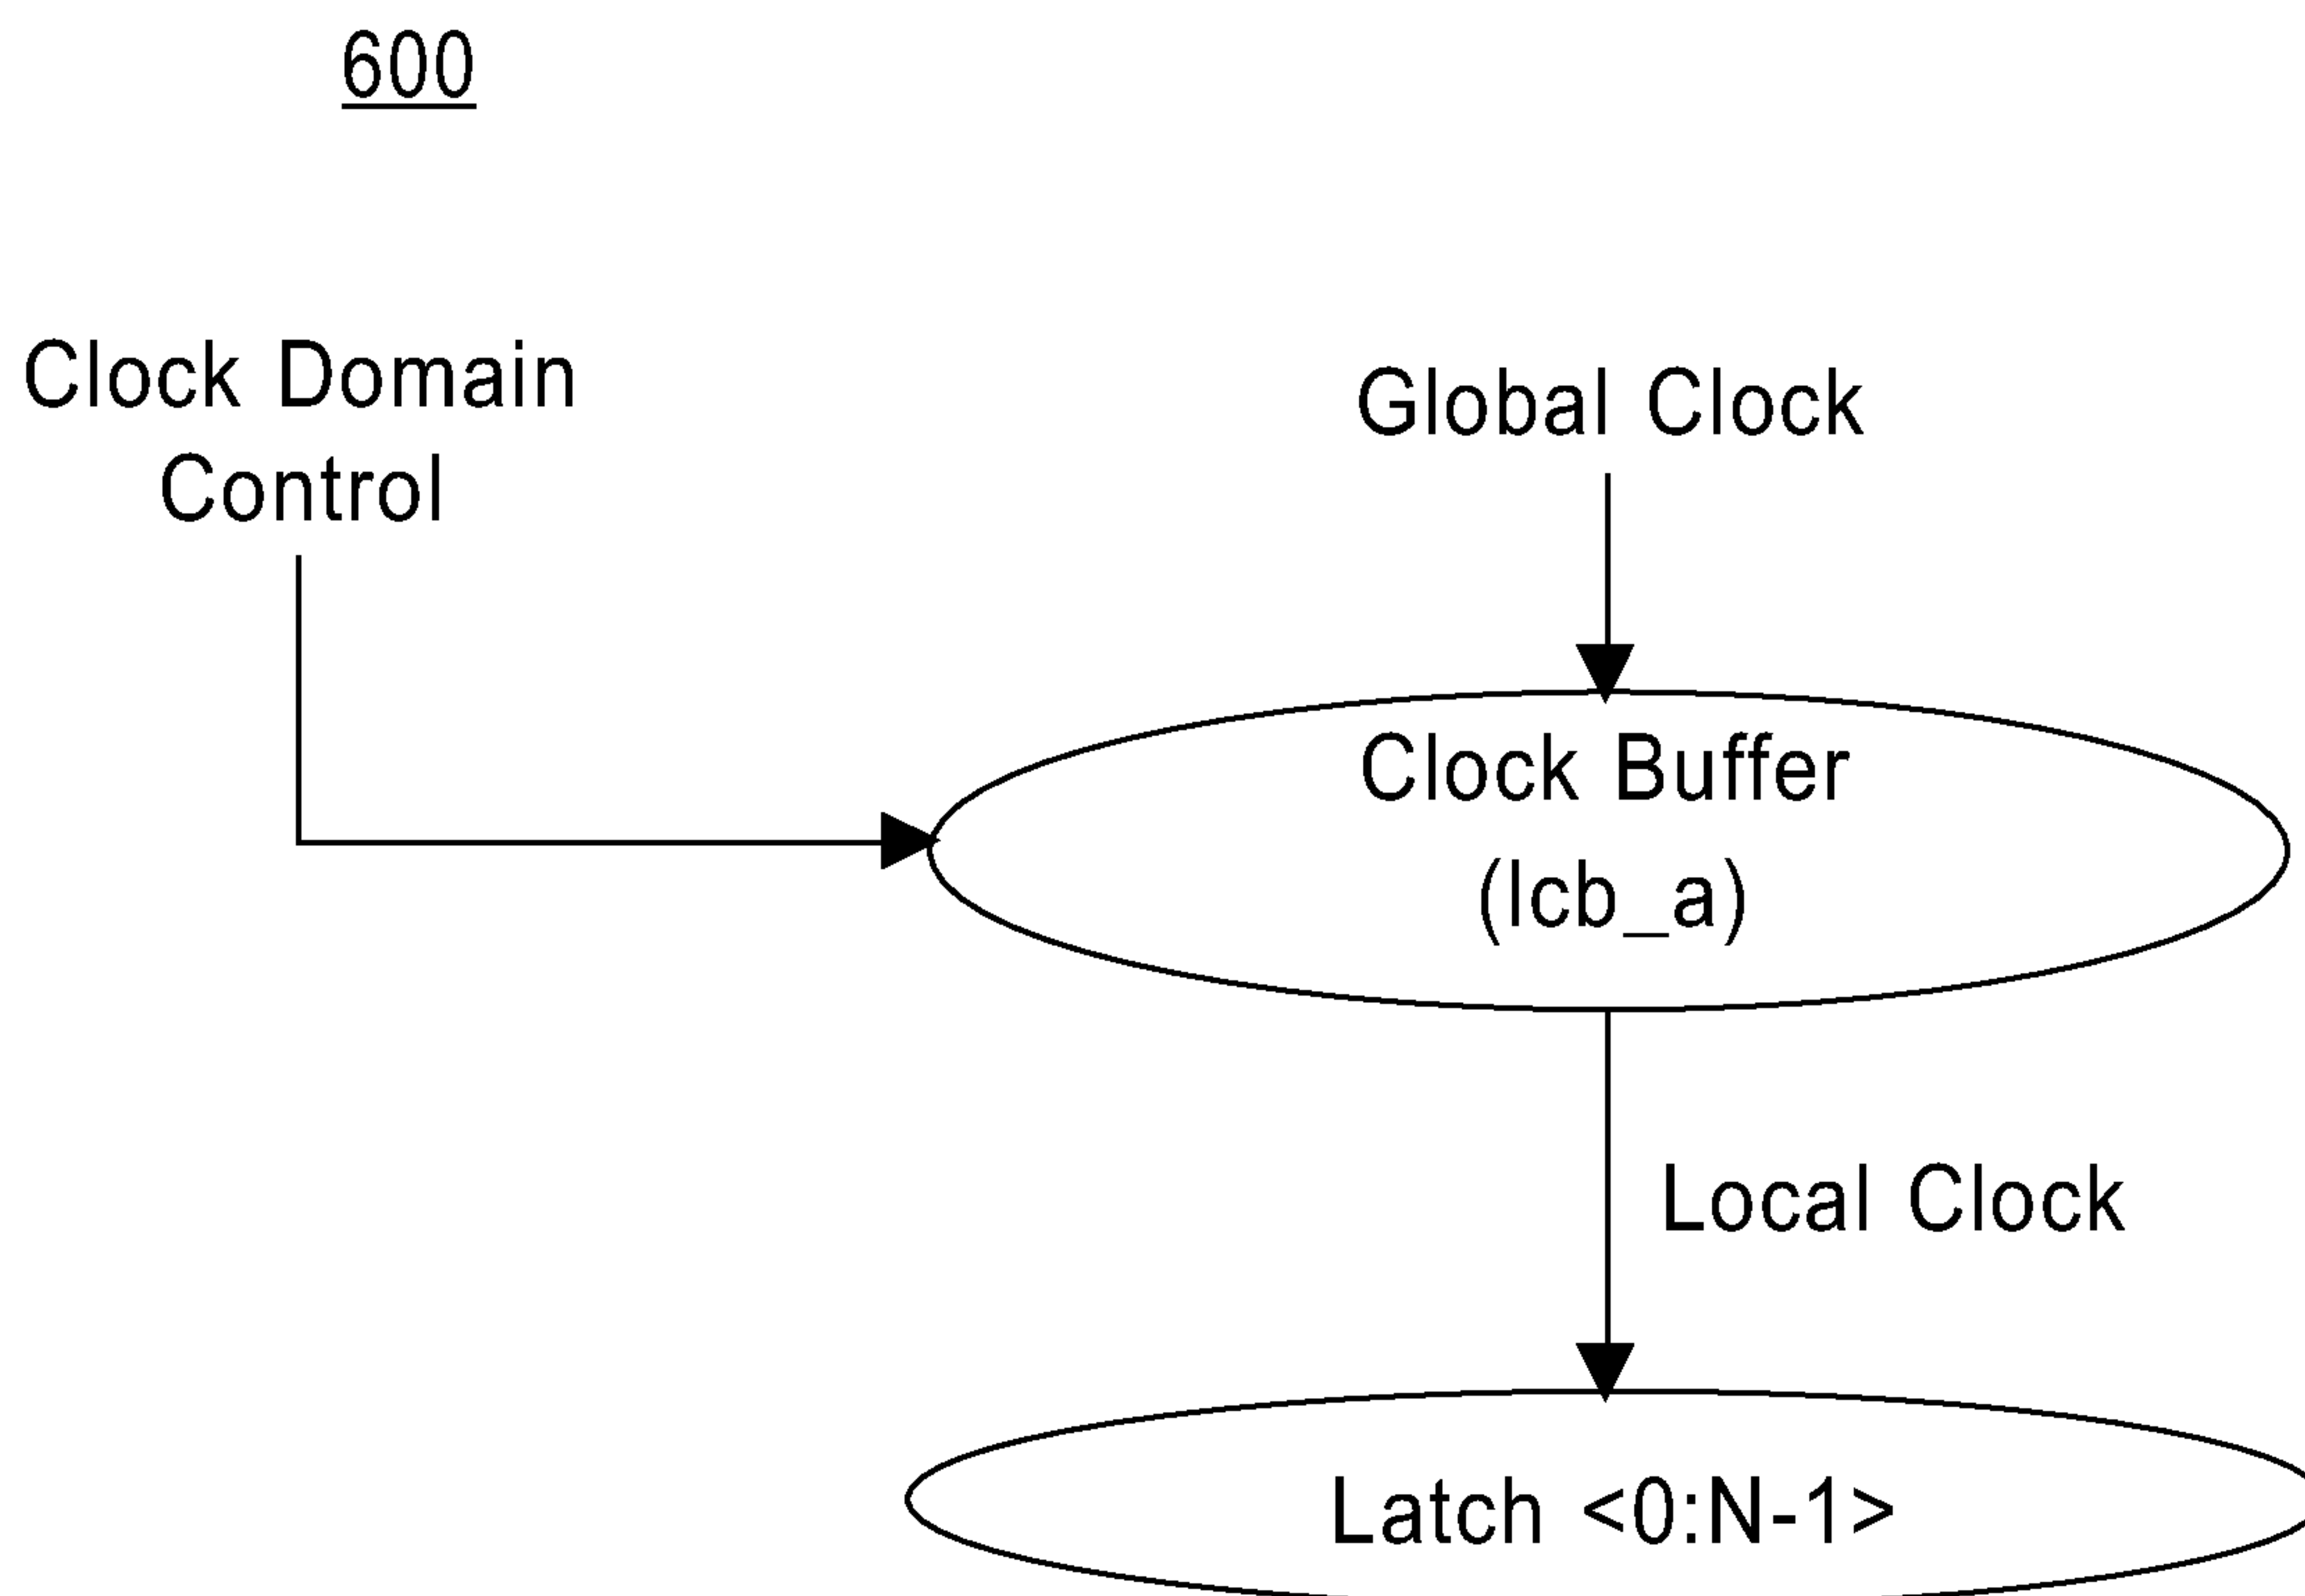 600
Clock Domain
Control
Global Clock
Clock Buffer
(lcb_a)
Local Clock
Latch <0:N-1>